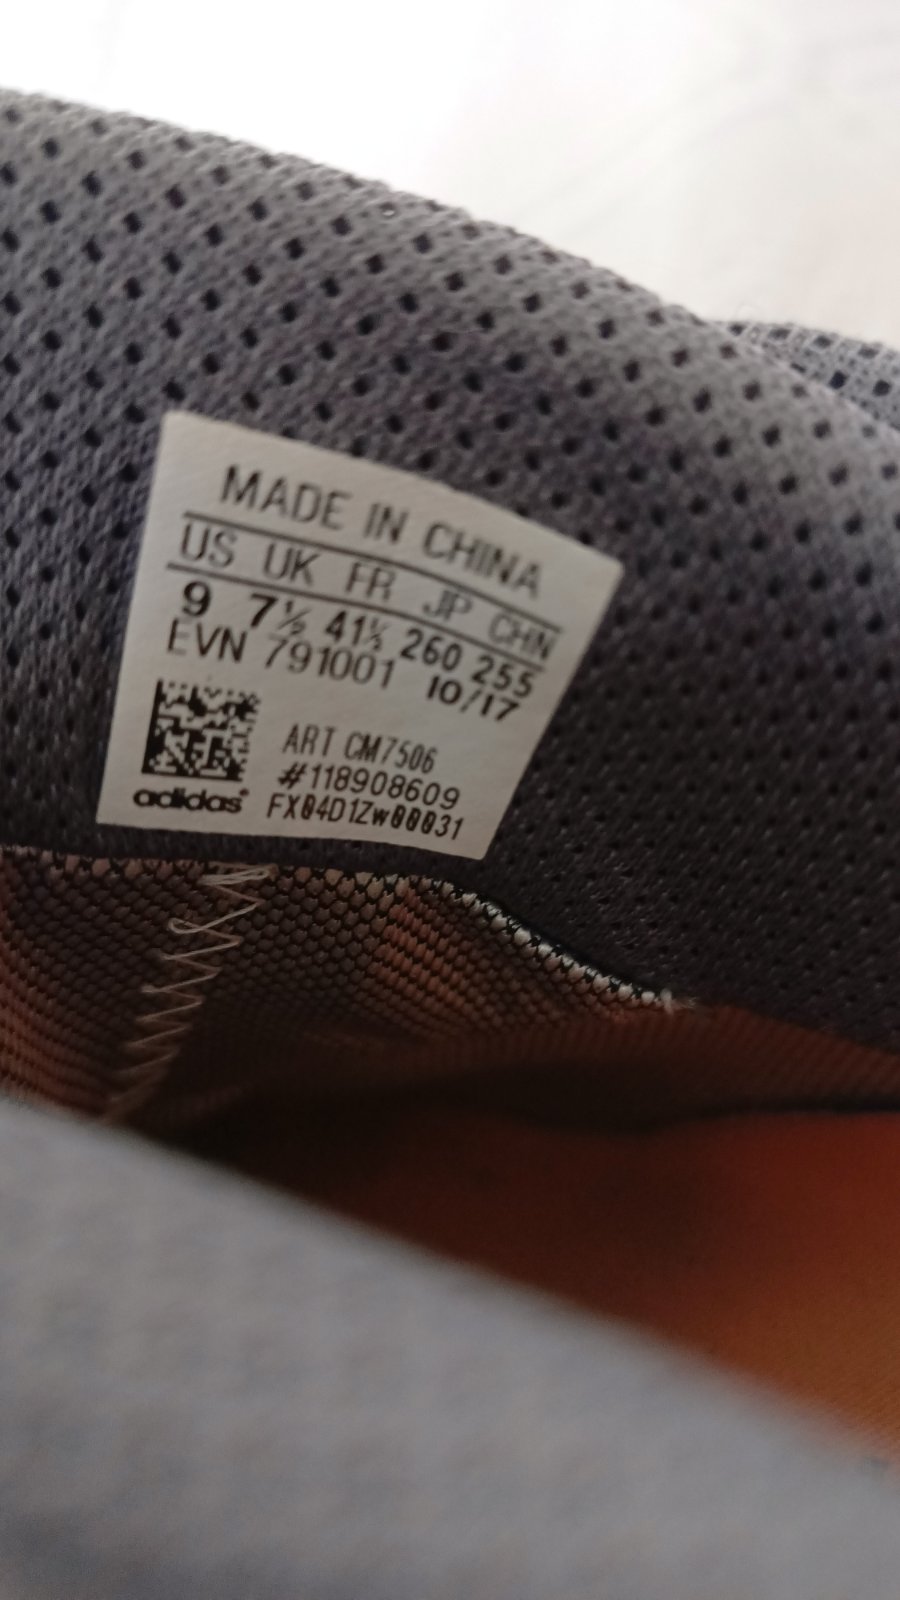 MADE IN CHINA
US UK FR JP CHN
9 7½ 41⅓ 260 255
EVN 791001 10/17
ART CM7506
#118908609
adidas FX04D1Zw00031